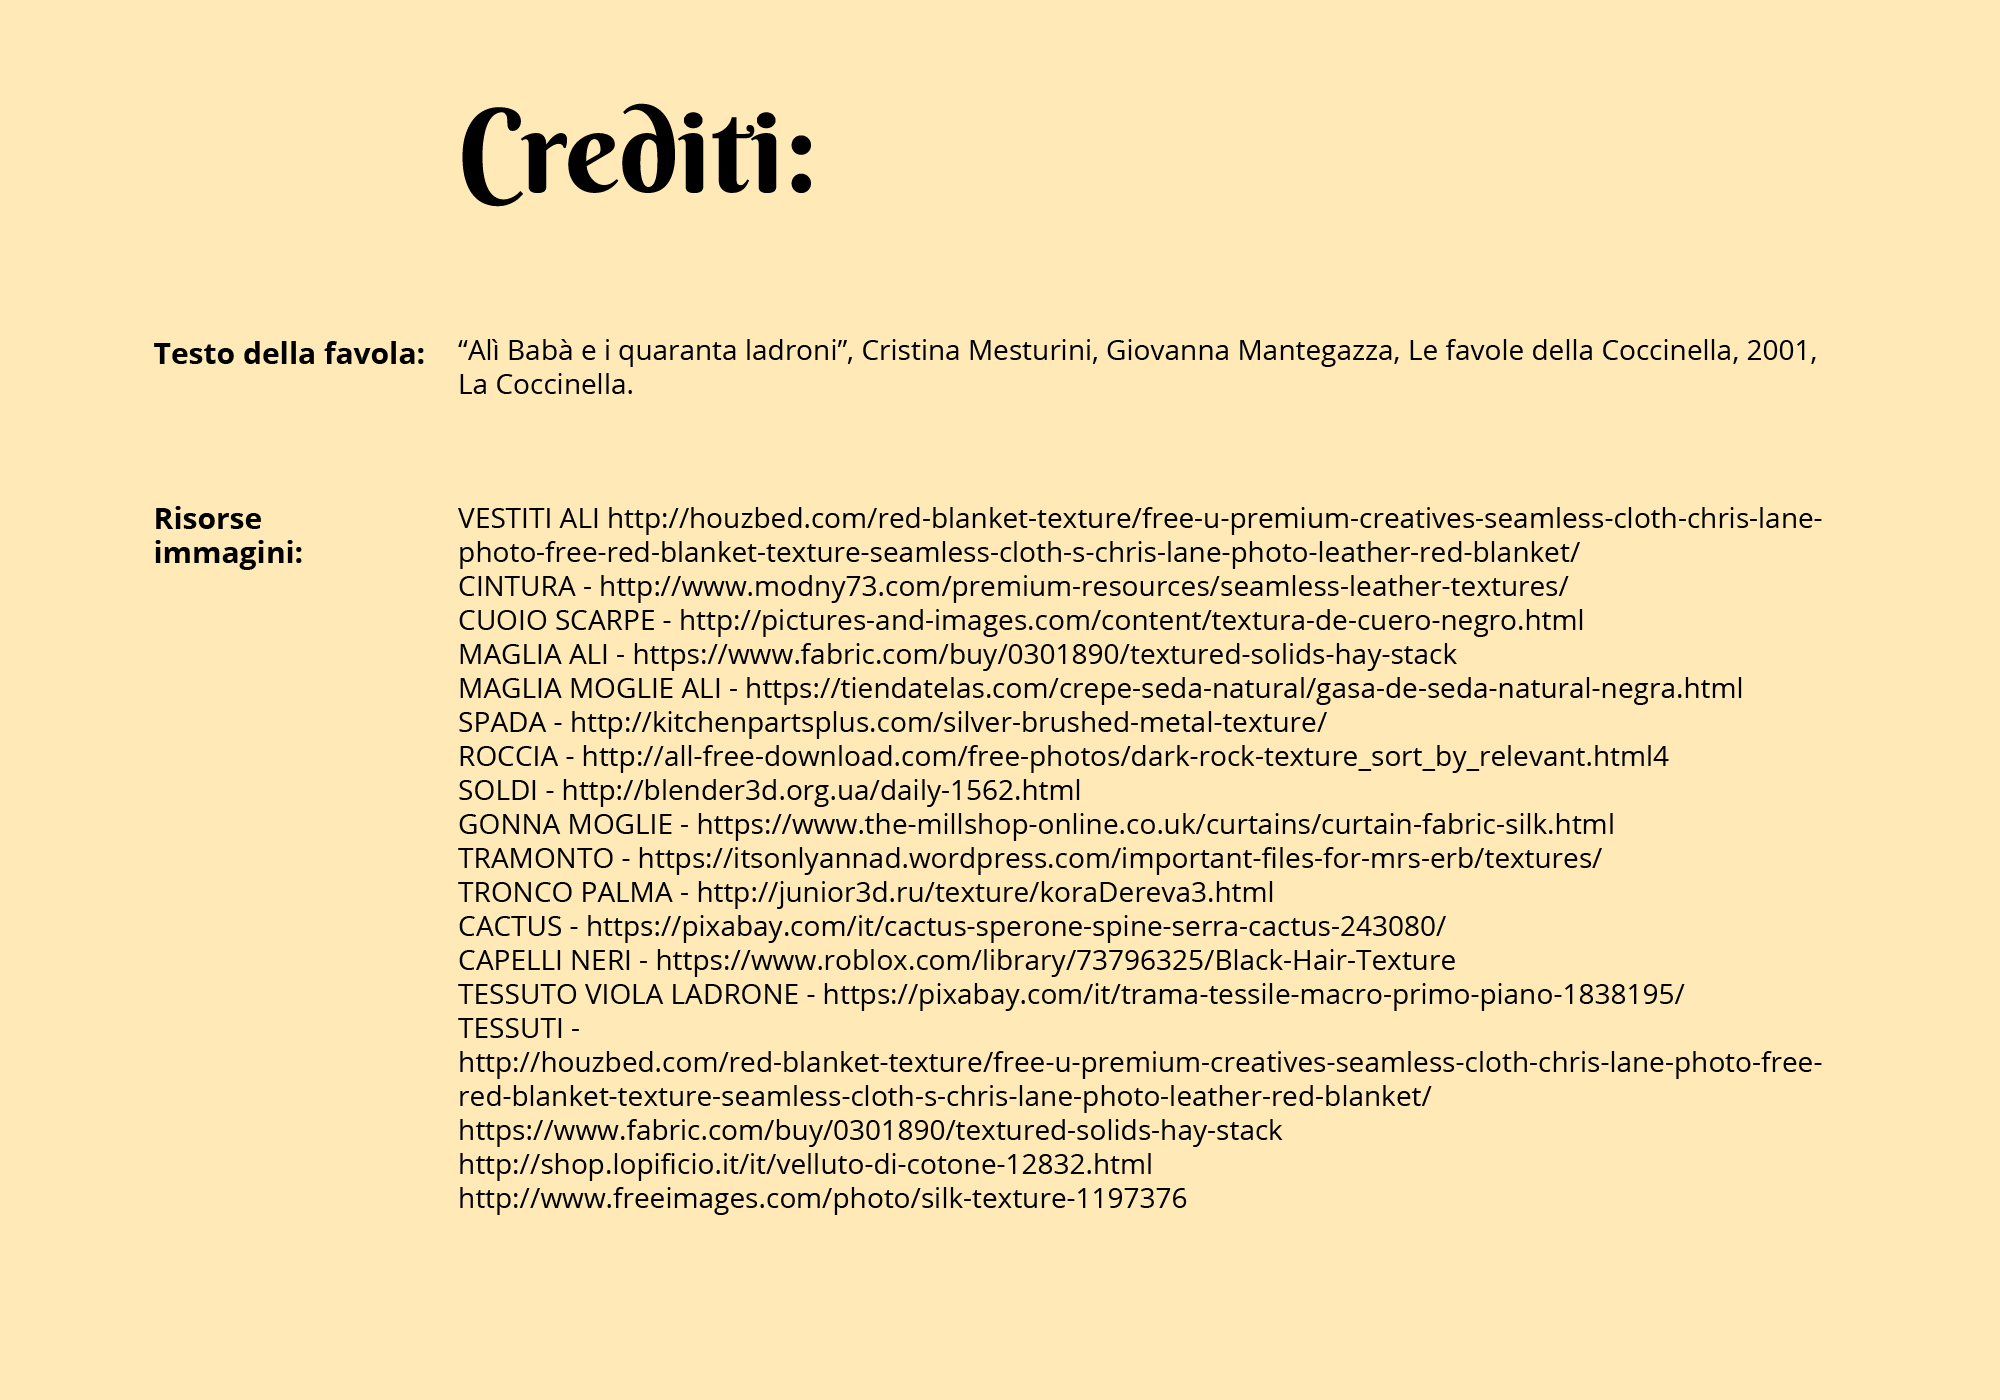 Crediti:
Testo della favola:
“Alì Babà e i quaranta ladroni”, Cristina Mesturini, Giovanna Mantegazza, Le favole della Coccinella, 2001,
La Coccinella.
Risorse
immagini:
VESTITI ALI http://houzbed.com/red-blanket-texture/free-u-premium-creatives-seamless-cloth-chris-lane-
photo-free-red-blanket-texture-seamless-cloth-s-chris-lane-photo-leather-red-blanket/
CINTURA - http://www.modny73.com/premium-resources/seamless-leather-textures/
CUOIO SCARPE - http://pictures-and-images.com/content/textura-de-cuero-negro.html
MAGLIA ALI - https://www.fabric.com/buy/0301890/textured-solids-hay-stack
MAGLIA MOGLIE ALI - https://tiendatelas.com/crepe-seda-natural/gasa-de-seda-natural-negra.html
SPADA - http://kitchenpartsplus.com/silver-brushed-metal-texture/
ROCCIA - http://all-free-download.com/free-photos/dark-rock-texture_sort_by_relevant.html4
SOLDI - http://blender3d.org.ua/daily-1562.html
GONNA MOGLIE - https://www.the-millshop-online.co.uk/curtains/curtain-fabric-silk.html
TRAMONTO - https://itsonlyannad.wordpress.com/important-files-for-mrs-erb/textures/
TRONCO PALMA - http://junior3d.ru/texture/koraDereva3.html
CACTUS - https://pixabay.com/it/cactus-sperone-spine-serra-cactus-243080/
CAPELLI NERI - https://www.roblox.com/library/73796325/Black-Hair-Texture
TESSUTO VIOLA LADRONE - https://pixabay.com/it/trama-tessile-macro-primo-piano-1838195/
TESSUTI -
http://houzbed.com/red-blanket-texture/free-u-premium-creatives-seamless-cloth-chris-lane-photo-free-
red-blanket-texture-seamless-cloth-s-chris-lane-photo-leather-red-blanket/
https://www.fabric.com/buy/0301890/textured-solids-hay-stack
http://shop.lopificio.it/it/velluto-di-cotone-12832.html
http://www.freeimages.com/photo/silk-texture-1197376